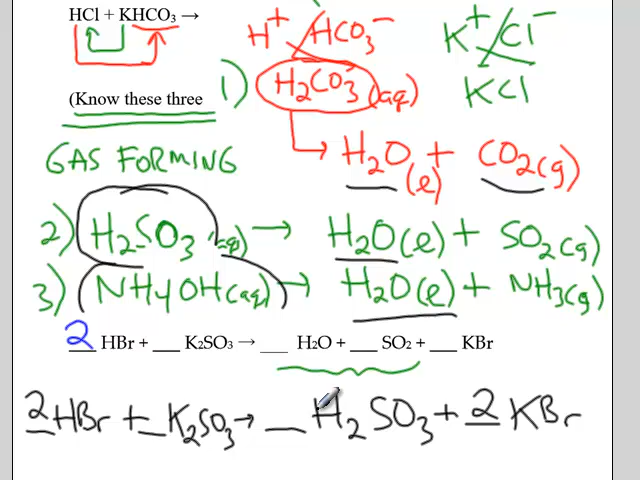 HCl + KHCO₃ →
H⁺ HCO₃⁻ K⁺ Cl⁻
(Know these three 1) H₂CO₃(aq) KCl
→ H₂O(l) + CO₂(g)
GAS FORMING
2) H₂SO₃(aq) → H₂O(l) + SO₂(g)
3) (NH₄OH(aq)) → H₂O(l) + NH₃(g)
2 HBr + ___ K₂SO₃ → ___ H₂O + ___ SO₂ + ___ KBr
2HBr + _K₂SO₃ → _H₂SO₃ + 2KBr